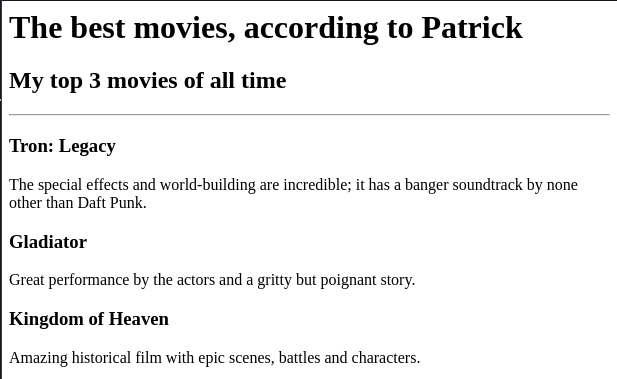 The best movies, according to Patrick
My top 3 movies of all time
Tron: Legacy
The special effects and world-building are incredible; it has a banger soundtrack by none
other than Daft Punk.
Gladiator
Great performance by the actors and a gritty but poignant story.
Kingdom of Heaven
Amazing historical film with epic scenes, battles and characters.